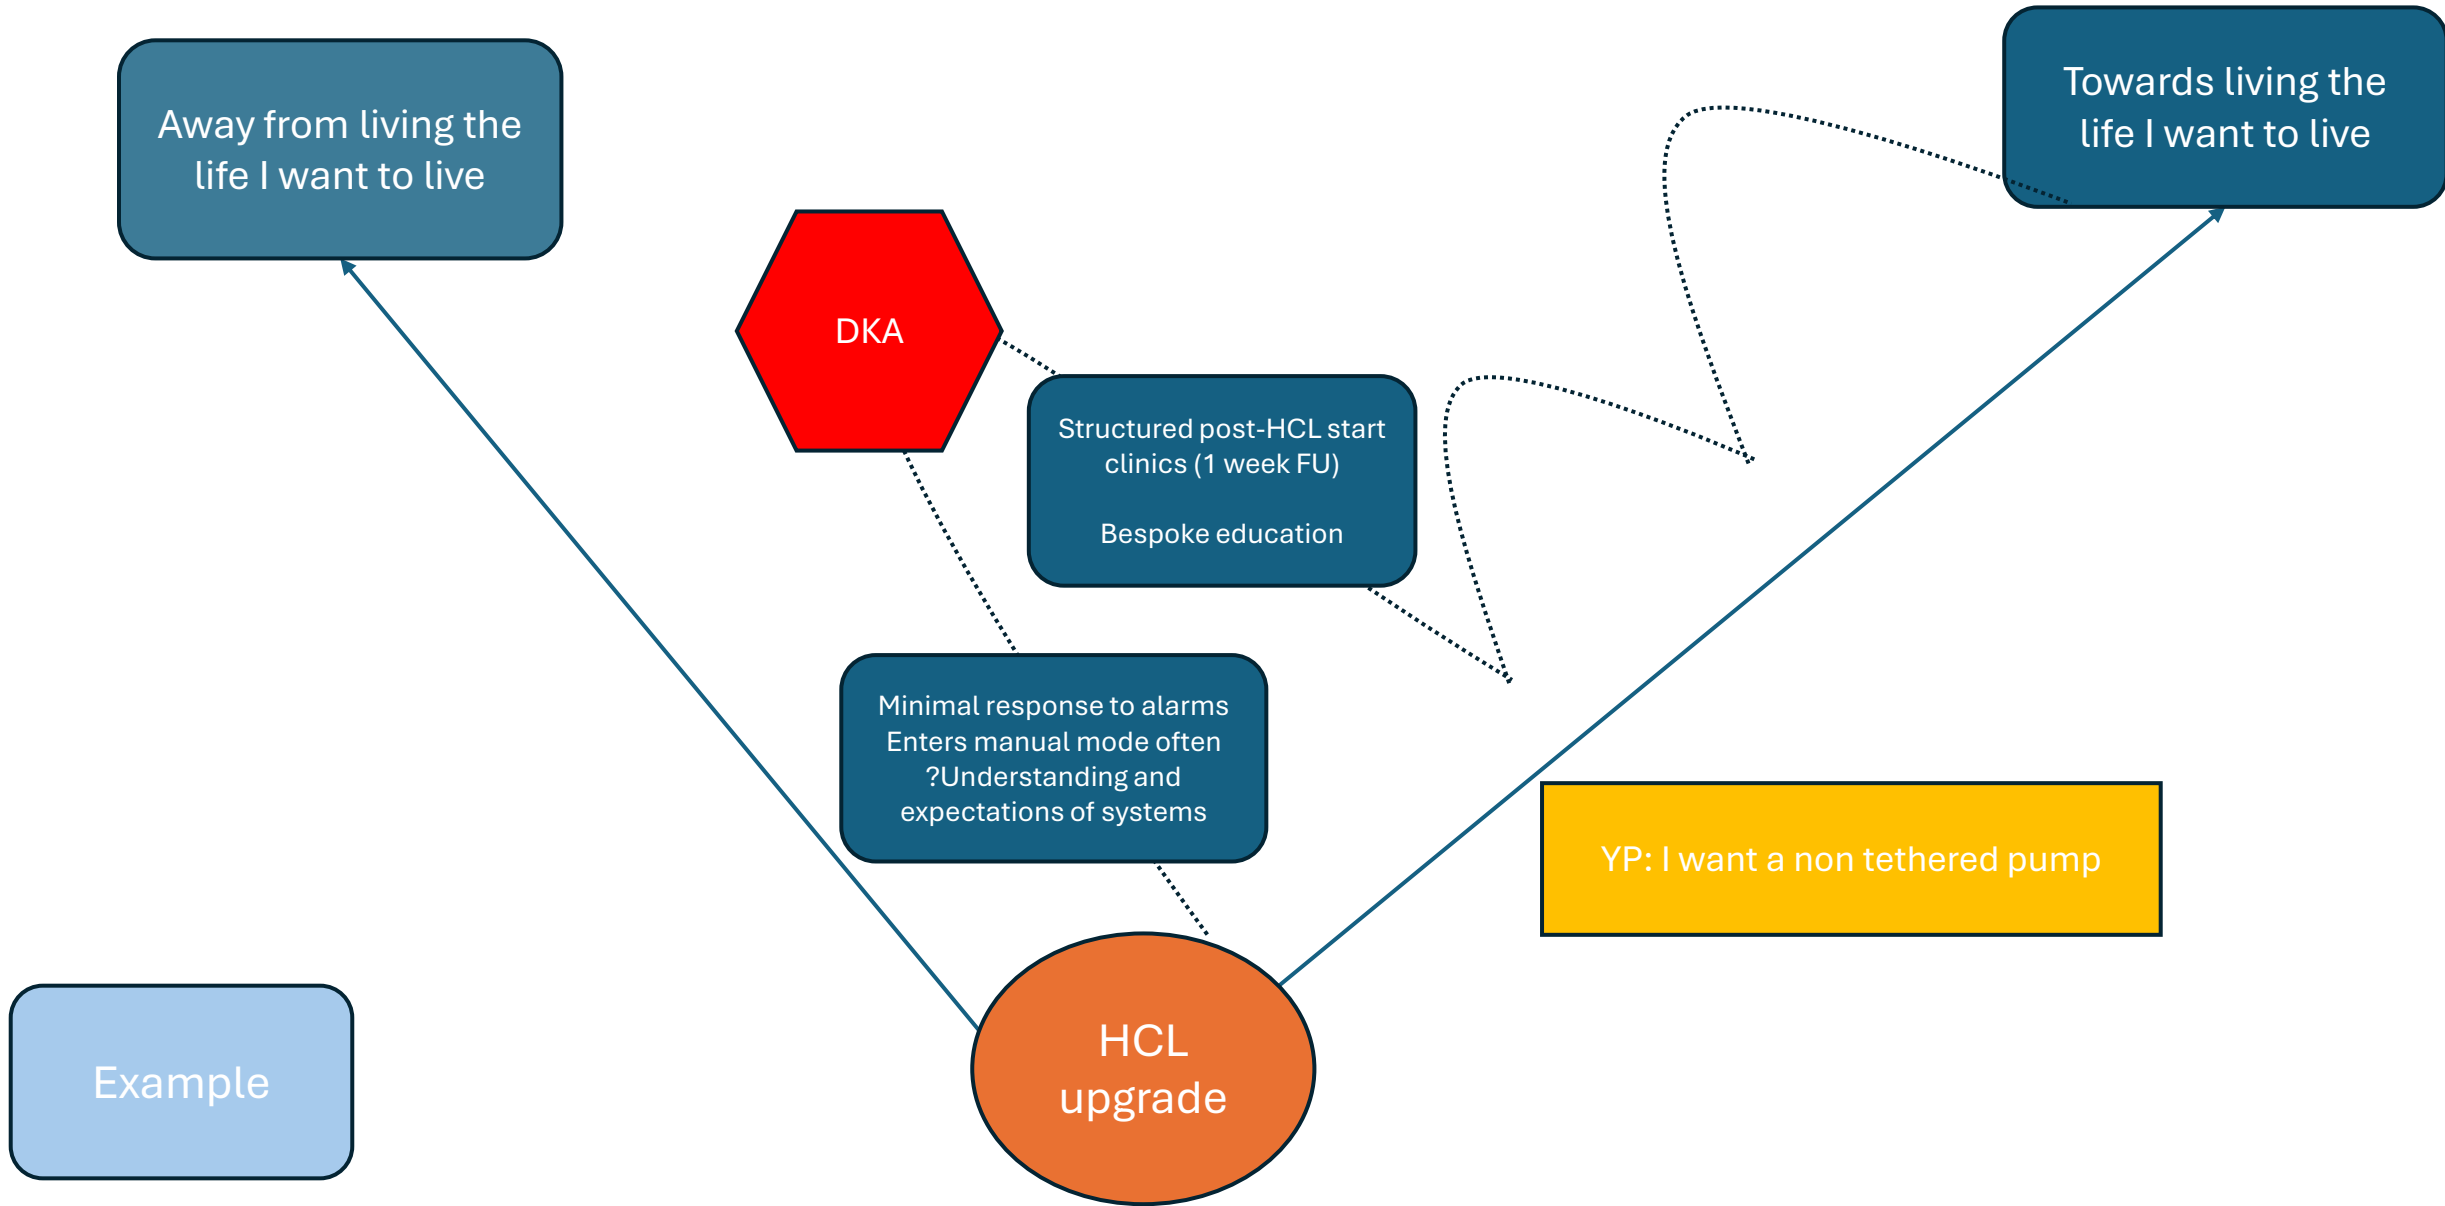 Away from living the
life I want to live
Towards living the
life I want to live
DKA
Structured post-HCL start
clinics (1 week FU)
Bespoke education
Minimal response to alarms
Enters manual mode often
?Understanding and
expectations of systems
YP: I want a non tethered pump
HCL
upgrade
Example